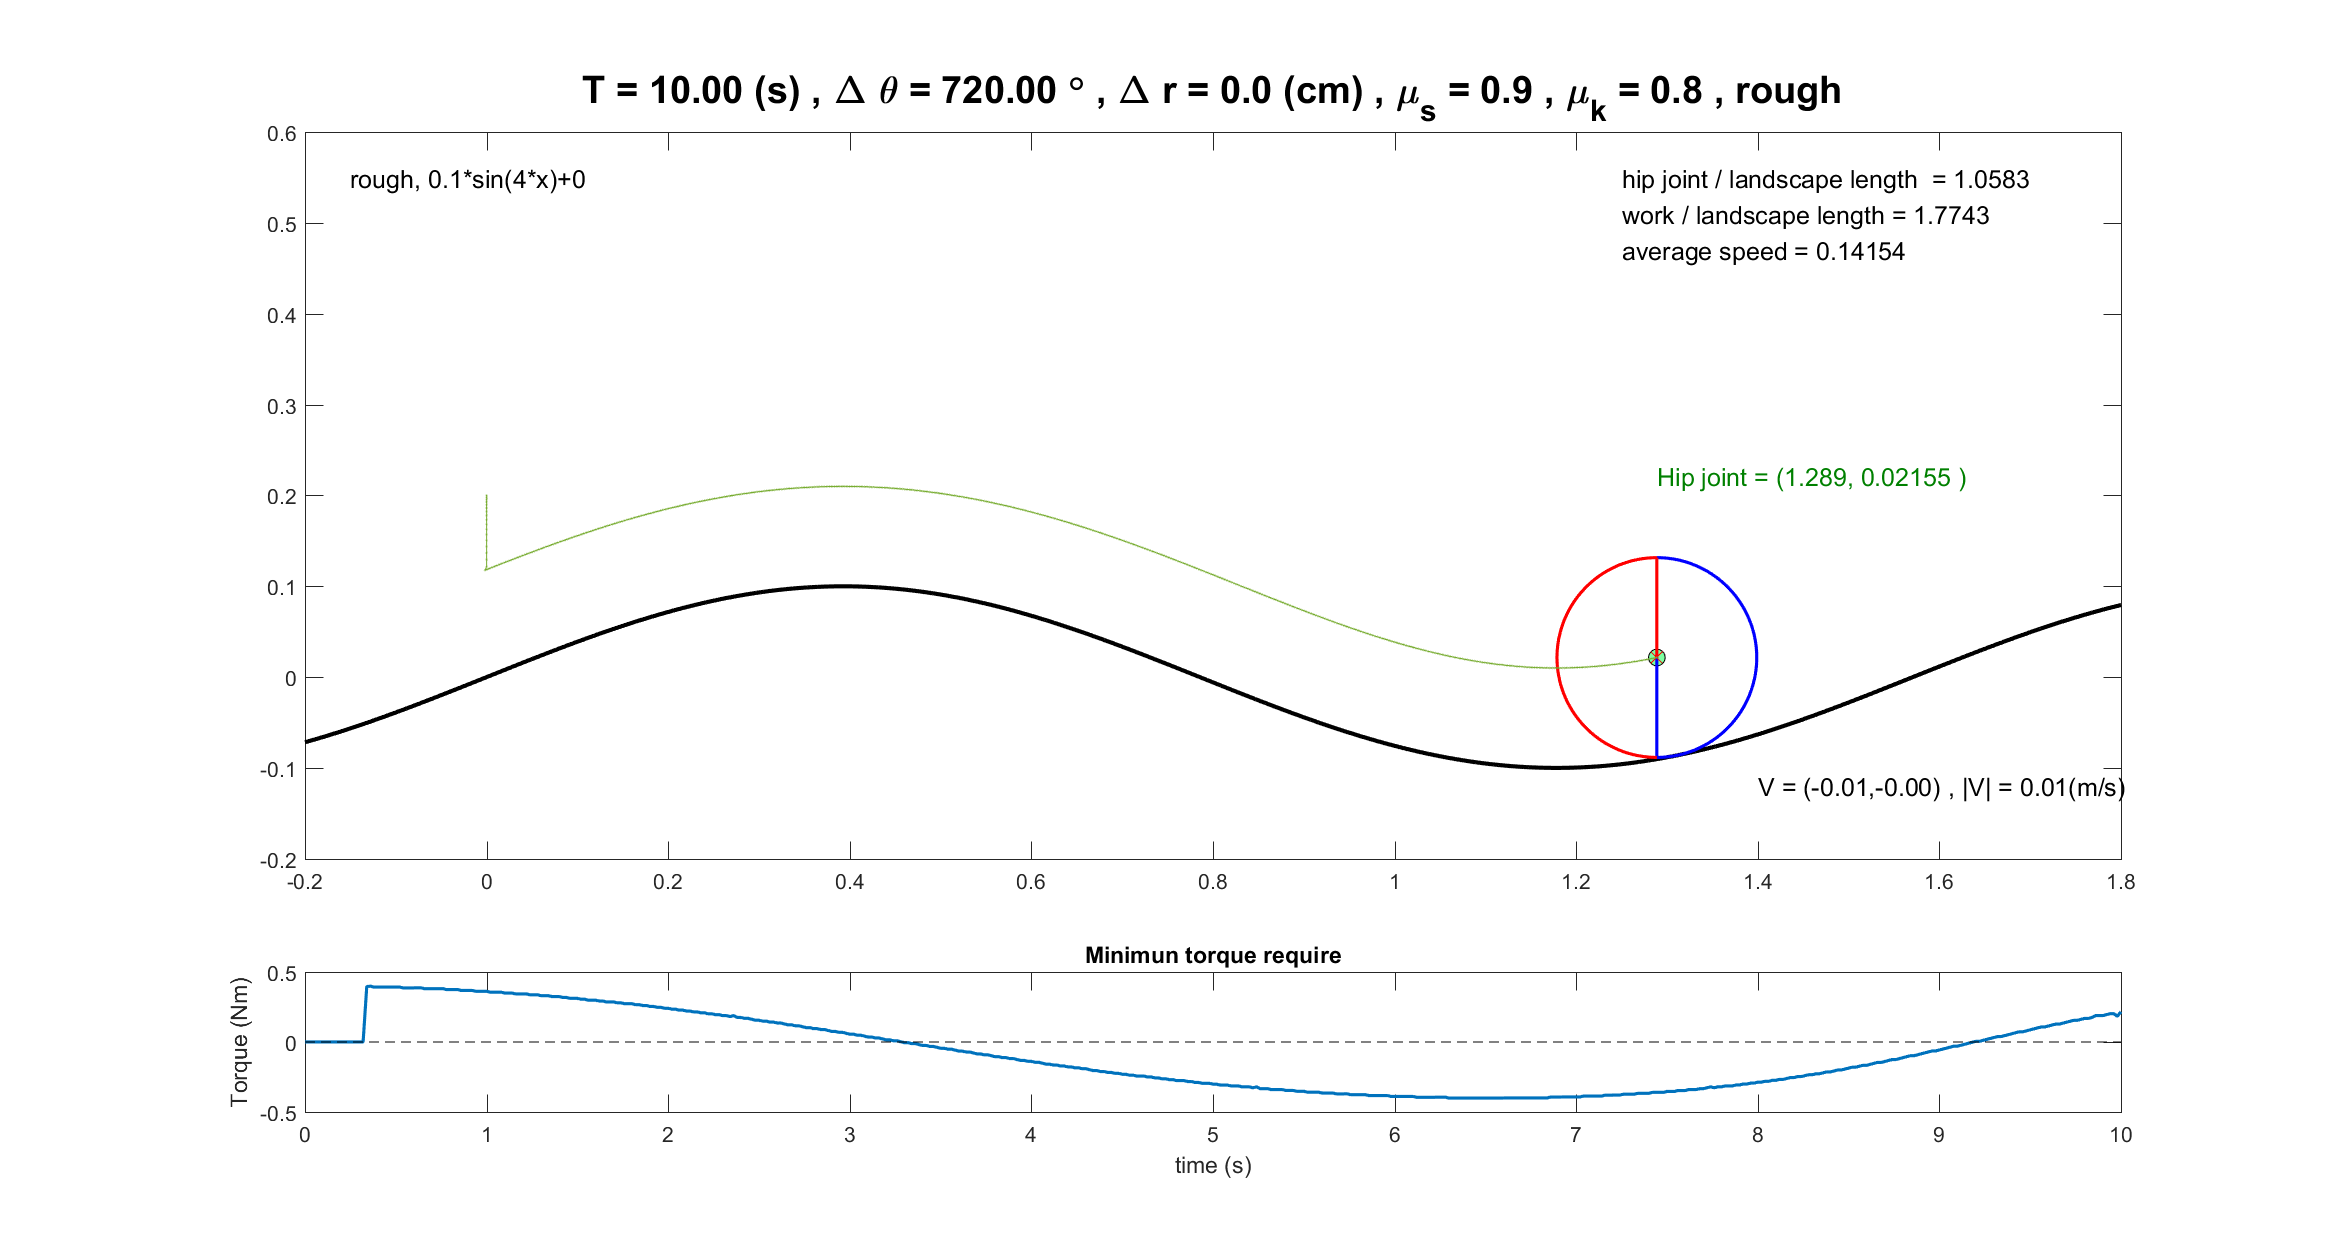 T = 10.00 (s) , Δ θ = 720.00 ° , Δ r = 0.0 (cm) , μs = 0.9 , μk = 0.8 , rough
0.6
0.5
0.4
0.3
0.2
0.1
0
-0.1
-0.2
rough, 0.1*sin(4*x)+0
hip joint / landscape length  = 1.0583
work / landscape length = 1.7743
average speed = 0.14154
Hip joint = (1.289, 0.02155 )
V = (-0.01,-0.00) , |V| = 0.01(m/s)
-0.2 0 0.2 0.4 0.6 0.8 1 1.2 1.4 1.6 1.8
Minimun torque require
Torque (Nm)
0.5
0
-0.5
0 1 2 3 4 5 6 7 8 9 10
time (s)